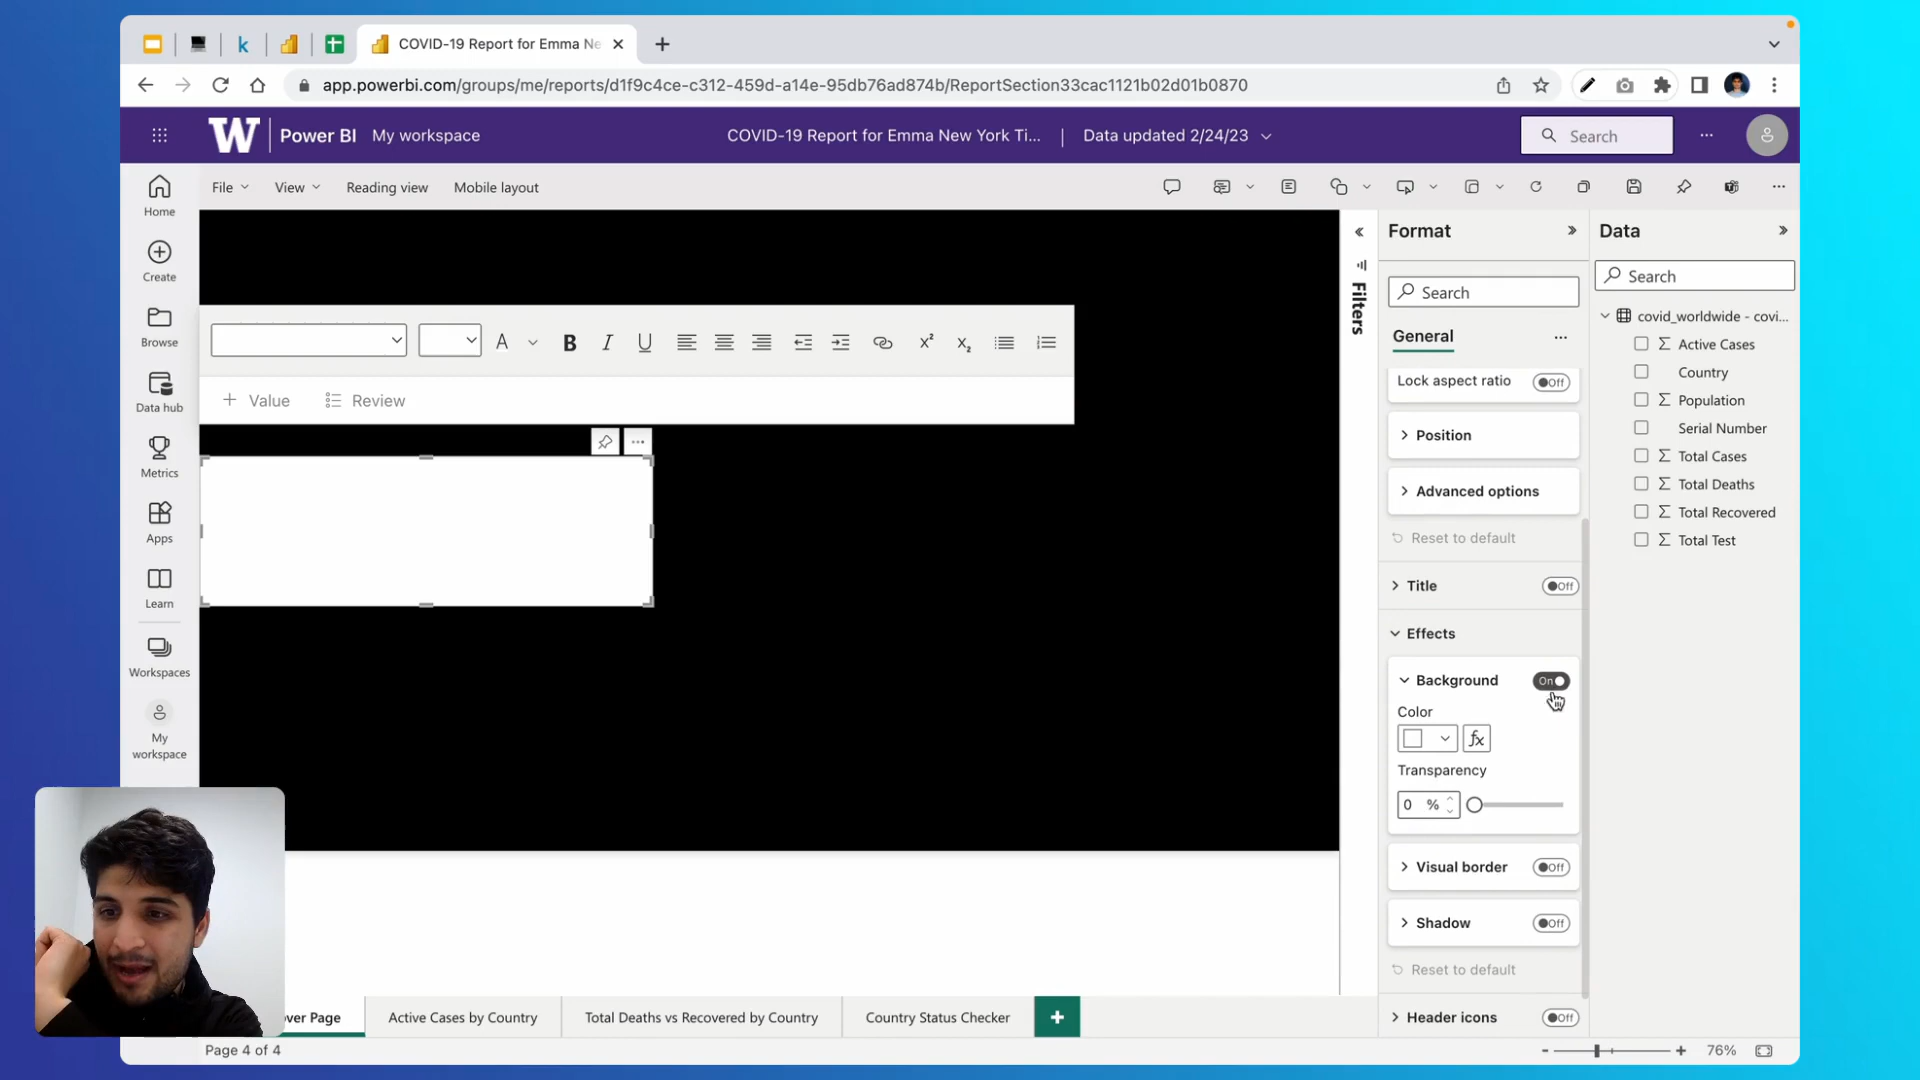 COVID-19 Report for Emma Ne
app.powerbi.com/groups/me/reports/d1f9c4ce-c312-459d-a14e-95db76ad874b/ReportSection33cac1121b02d01b0870
W Power BI My workspace
COVID-19 Report for Emma New York Ti... | Data updated 2/24/23
Search
File View Reading view Mobile layout
Home
Create
Browse
Data hub
Metrics
Apps
Learn
Workspaces
My
workspace
A B I U x² x₂
+ Value Review
Filters
Format
Search
General
Lock aspect ratio Off
Position
Advanced options
Reset to default
Title Off
Effects
Background On
Color
fx
Transparency
0 %
Visual border Off
Shadow Off
Reset to default
Header icons Off
Data
Search
covid_worldwide - covi...
Active Cases
Country
Population
Serial Number
Total Cases
Total Deaths
Total Recovered
Total Test
over Page Active Cases by Country Total Deaths vs Recovered by Country Country Status Checker +
Page 4 of 4
- + 76%